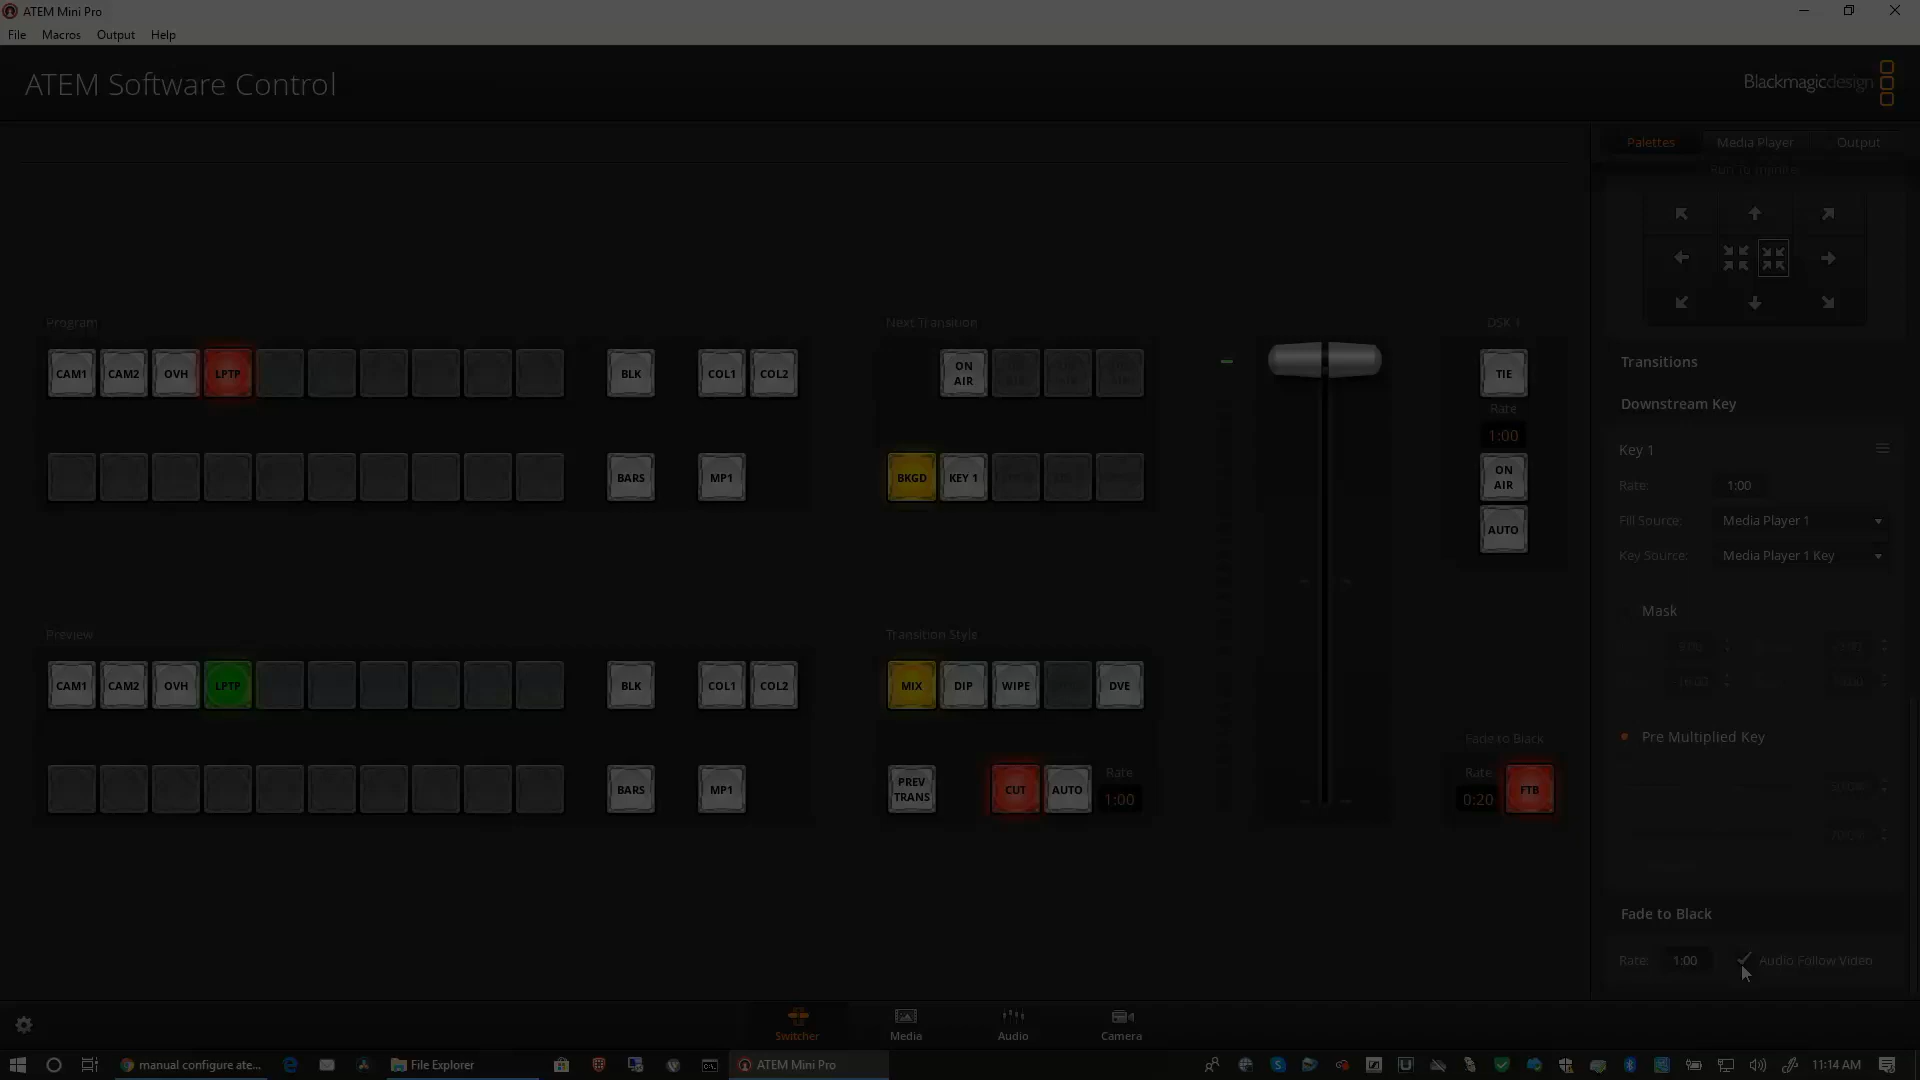 ATEM Mini Pro
File Macros Output Help
ATEM Software Control
Blackmagicdesign
Palettes Media Player Output
Run To Infinite
Program
CAM1 CAM2 OVH LPTP BLK COL1 COL2
BARS MP1
Next Transition
ON AIR
BKGD KEY 1
DSK 1
TIE
Rate
1:00
ON AIR
AUTO
Preview
CAM1 CAM2 OVH LPTP BLK COL1 COL2
BARS MP1
Transition Style
MIX DIP WIPE DVE
PREV TRANS CUT AUTO Rate 1:00
Fade to Black
Rate
0:20 FTB
Transitions
Downstream Key
Key 1
Rate: 1:00
Fill Source: Media Player 1
Key Source: Media Player 1 Key
Mask
Pre Multiplied Key
Fade to Black
Rate: 1:00 Audio Follow Video
Switcher Media Audio Camera
manual configure ate... File Explorer ATEM Mini Pro 11:14 AM